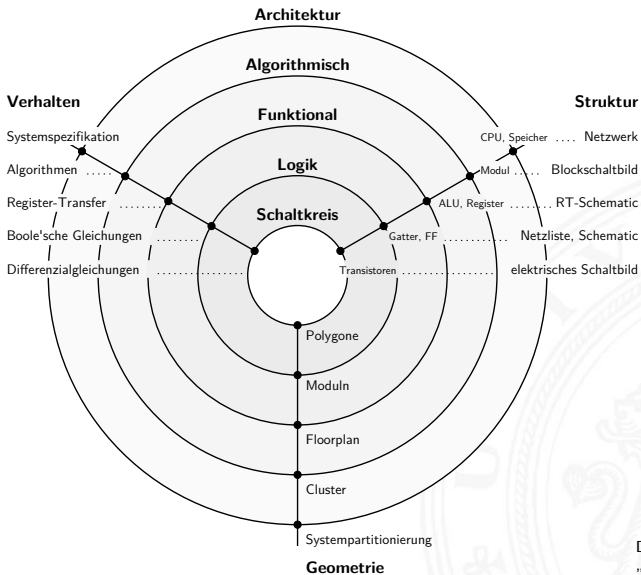 Architektur
Algorithmisch
Verhalten
Struktur
Funktional
Systemspezifikation
CPU, Speicher .... Netzwerk
Logik
Algorithmen
Modul Blockschaltbild
Schaltkreis
Register-Transfer
ALU, Register RT-Schematic
Boole'sche Gleichungen
Gatter, FF Netzliste, Schematic
Differenzialgleichungen
Transistoren elektrisches Schaltbild
Polygone
Moduln
Floorplan
Cluster
Systempartitionierung
Geometrie